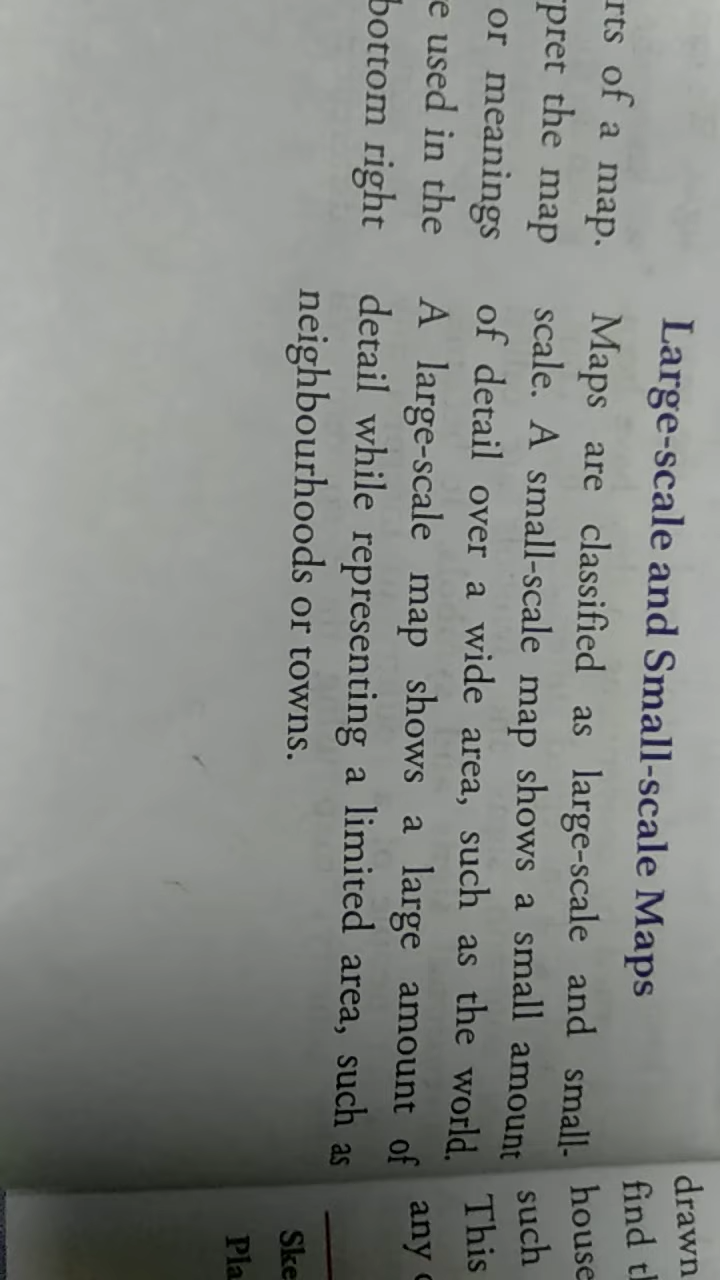 rts of a map.
pret the map
or meanings
e used in the
bottom right
Large-scale and Small-scale Maps
Maps are classified as large-scale and small-
scale. A small-scale map shows a small amount
of detail over a wide area, such as the world.
A large-scale map shows a large amount of
detail while representing a limited area, such as
neighbourhoods or towns.
drawn
find t
house
such
This
any
Ske
Pla